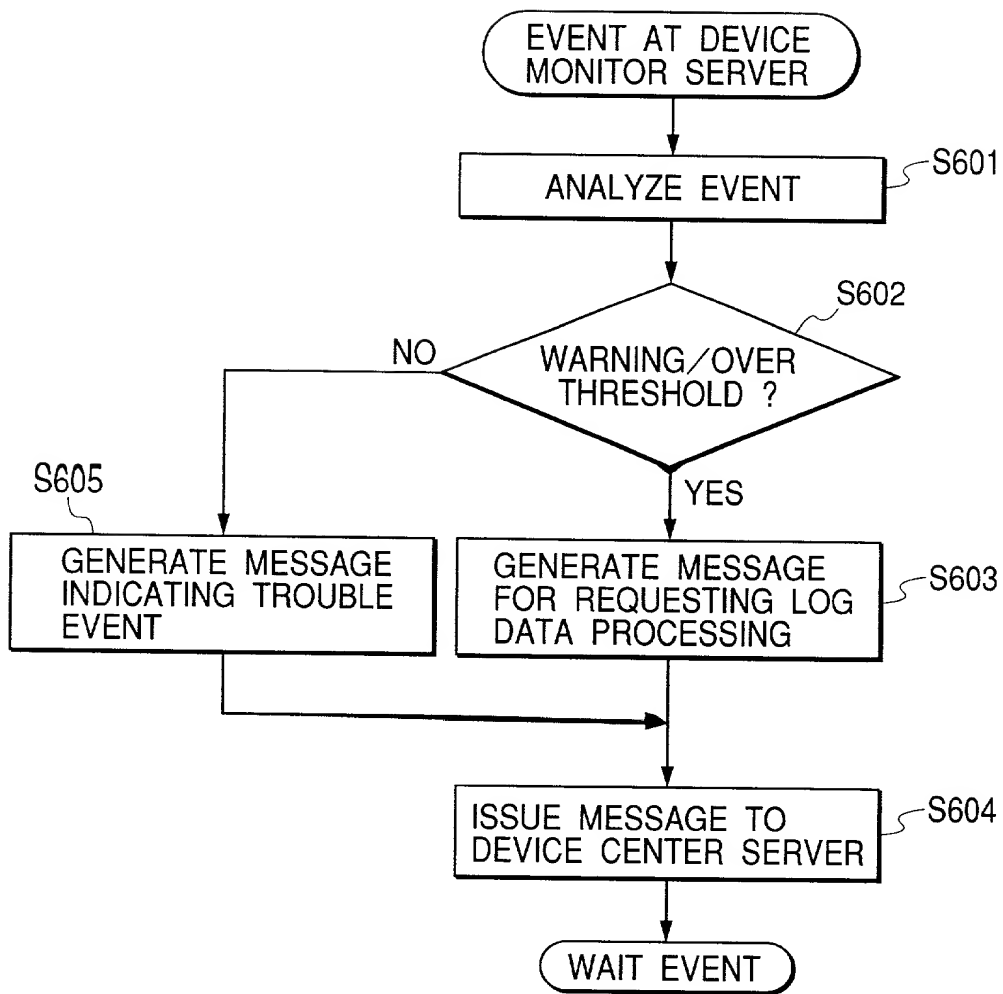 EVENT AT DEVICE
MONITOR SERVER
S601
ANALYZE EVENT
S602
NO
WARNING/OVER
THRESHOLD ?
S605
YES
GENERATE MESSAGE
INDICATING TROUBLE
EVENT
GENERATE MESSAGE
FOR REQUESTING LOG
DATA PROCESSING
S603
ISSUE MESSAGE TO
DEVICE CENTER SERVER
S604
WAIT EVENT